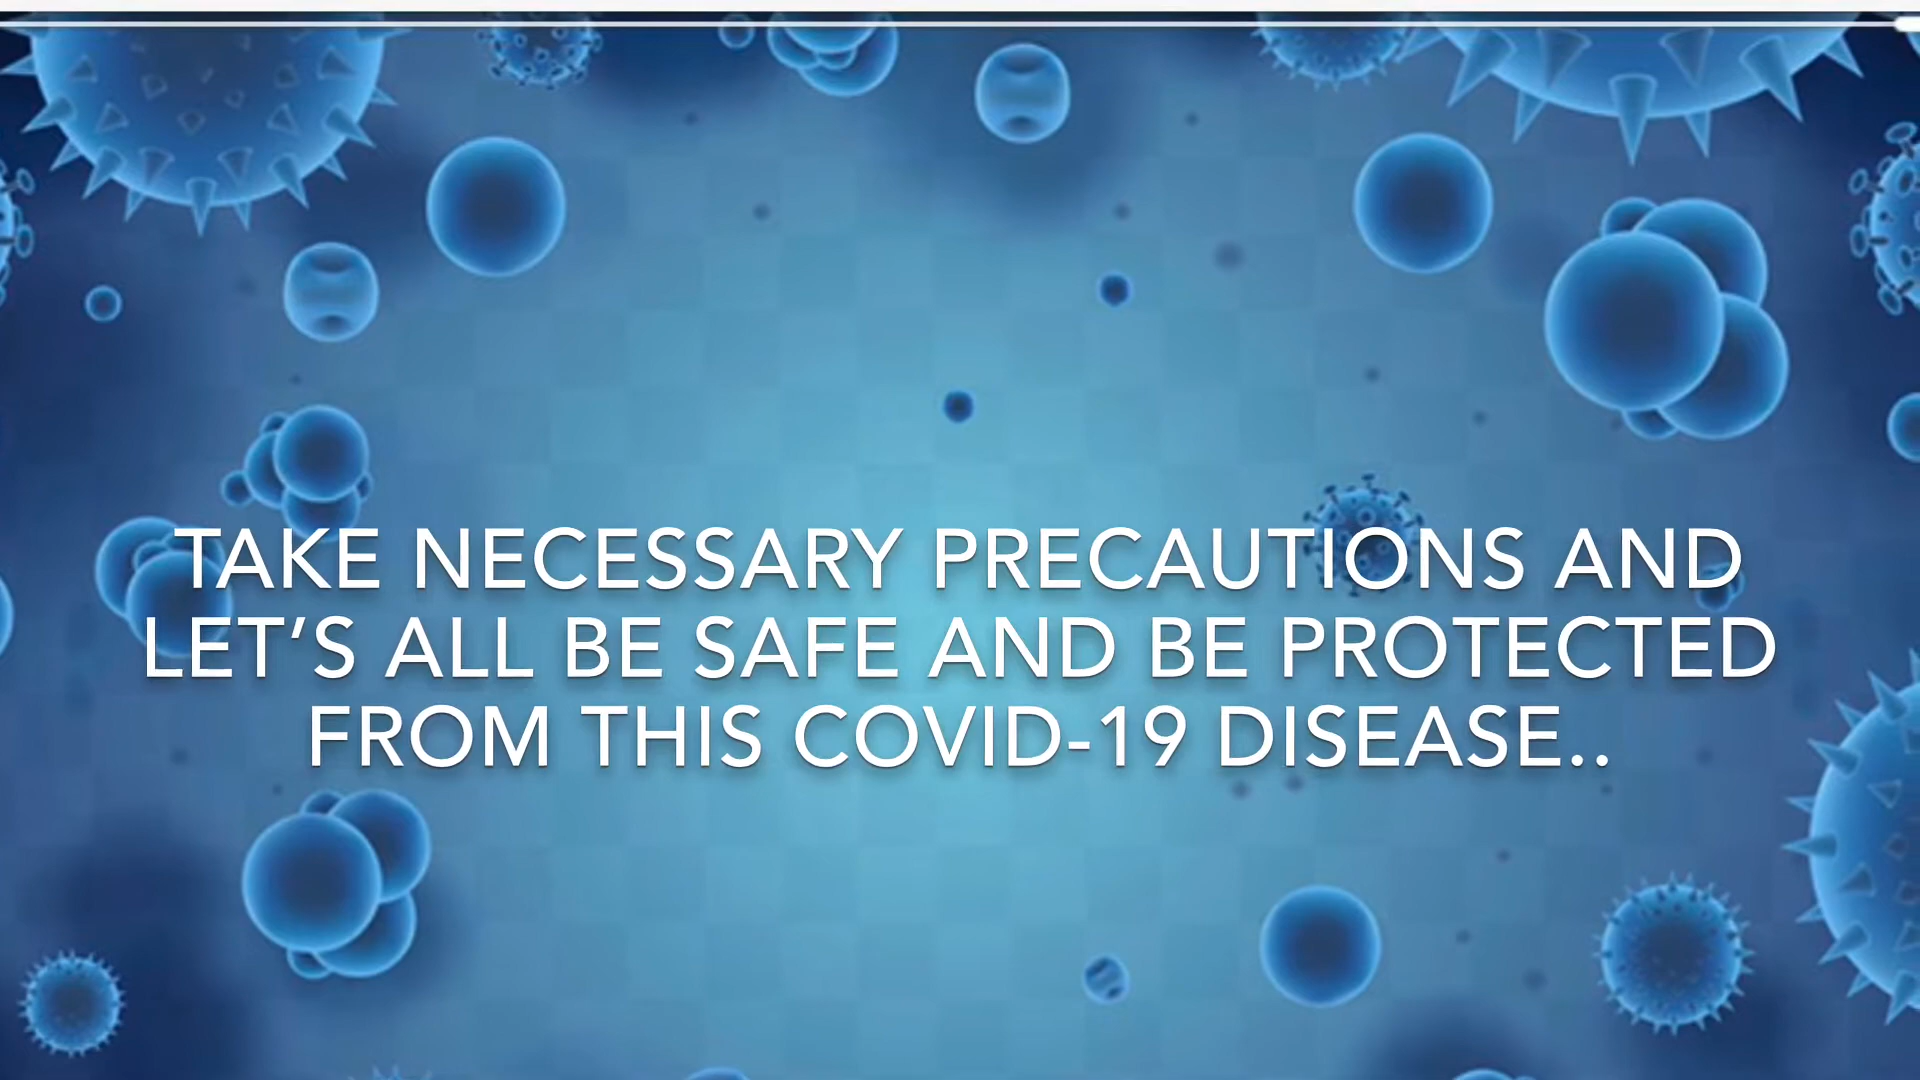 TAKE NECESSARY PRECAUTIONS AND
LET’S ALL BE SAFE AND BE PROTECTED
FROM THIS COVID-19 DISEASE..